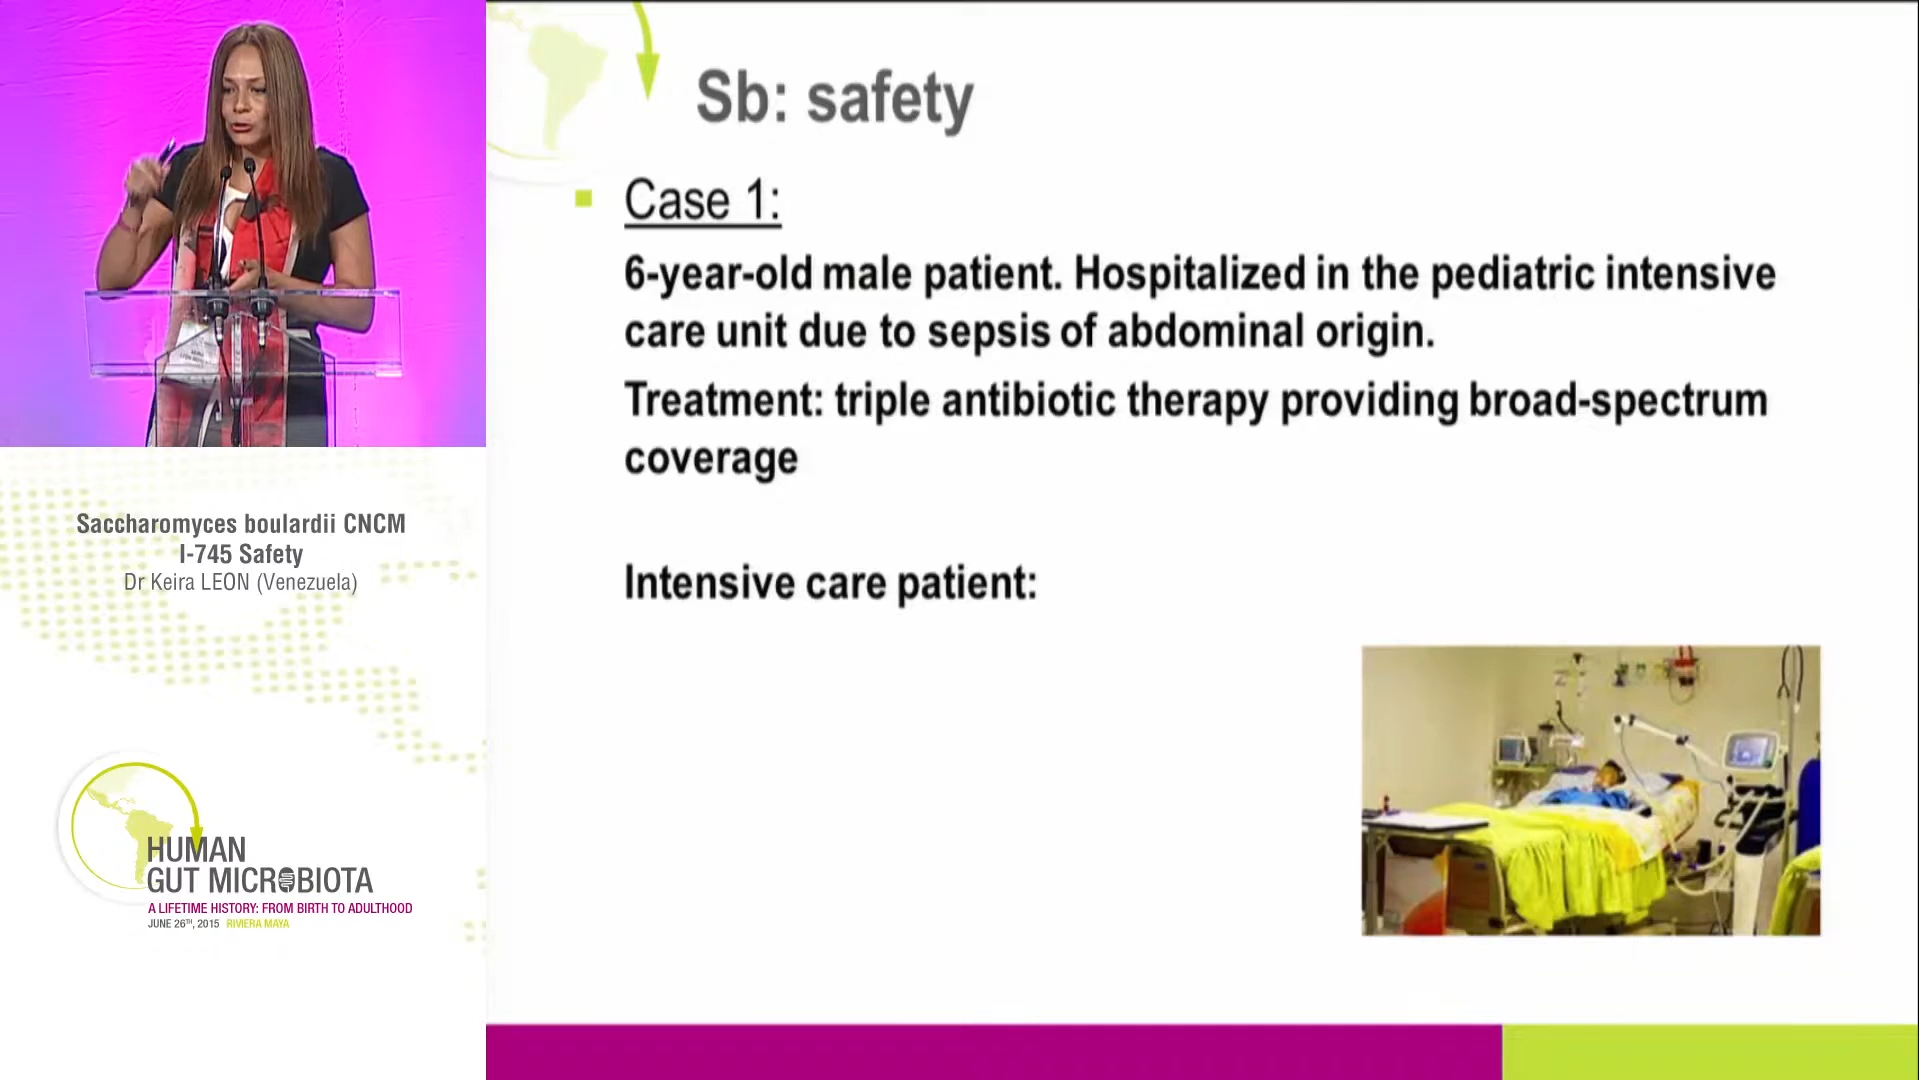 Sb: safety
Case 1:
6-year-old male patient. Hospitalized in the pediatric intensive
care unit due to sepsis of abdominal origin.
Treatment: triple antibiotic therapy providing broad-spectrum
coverage
Intensive care patient:
Saccharomyces boulardii CNCM
I-745 Safety
Dr Keira LEON (Venezuela)
HUMAN
GUT MICROBIOTA
A LIFETIME HISTORY: FROM BIRTH TO ADULTHOOD
JUNE 26TH, 2015 RIVIERA MAYA